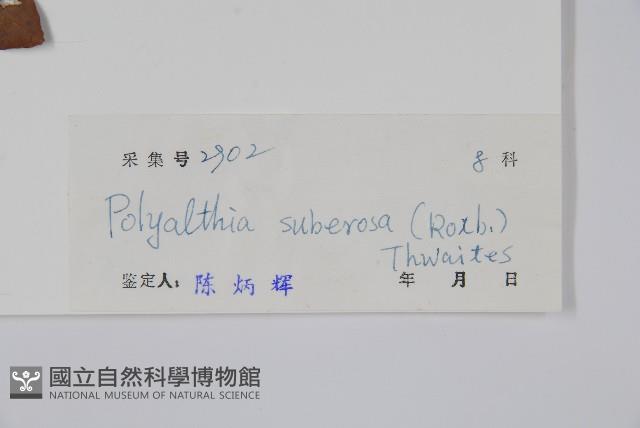 采集号 2902 8 科
Polyalthia suberosa (Roxb.)
Thwaites
鉴定人: 陈炳辉 年 月 日
國立自然科學博物館
NATIONAL MUSEUM OF NATURAL SCIENCE